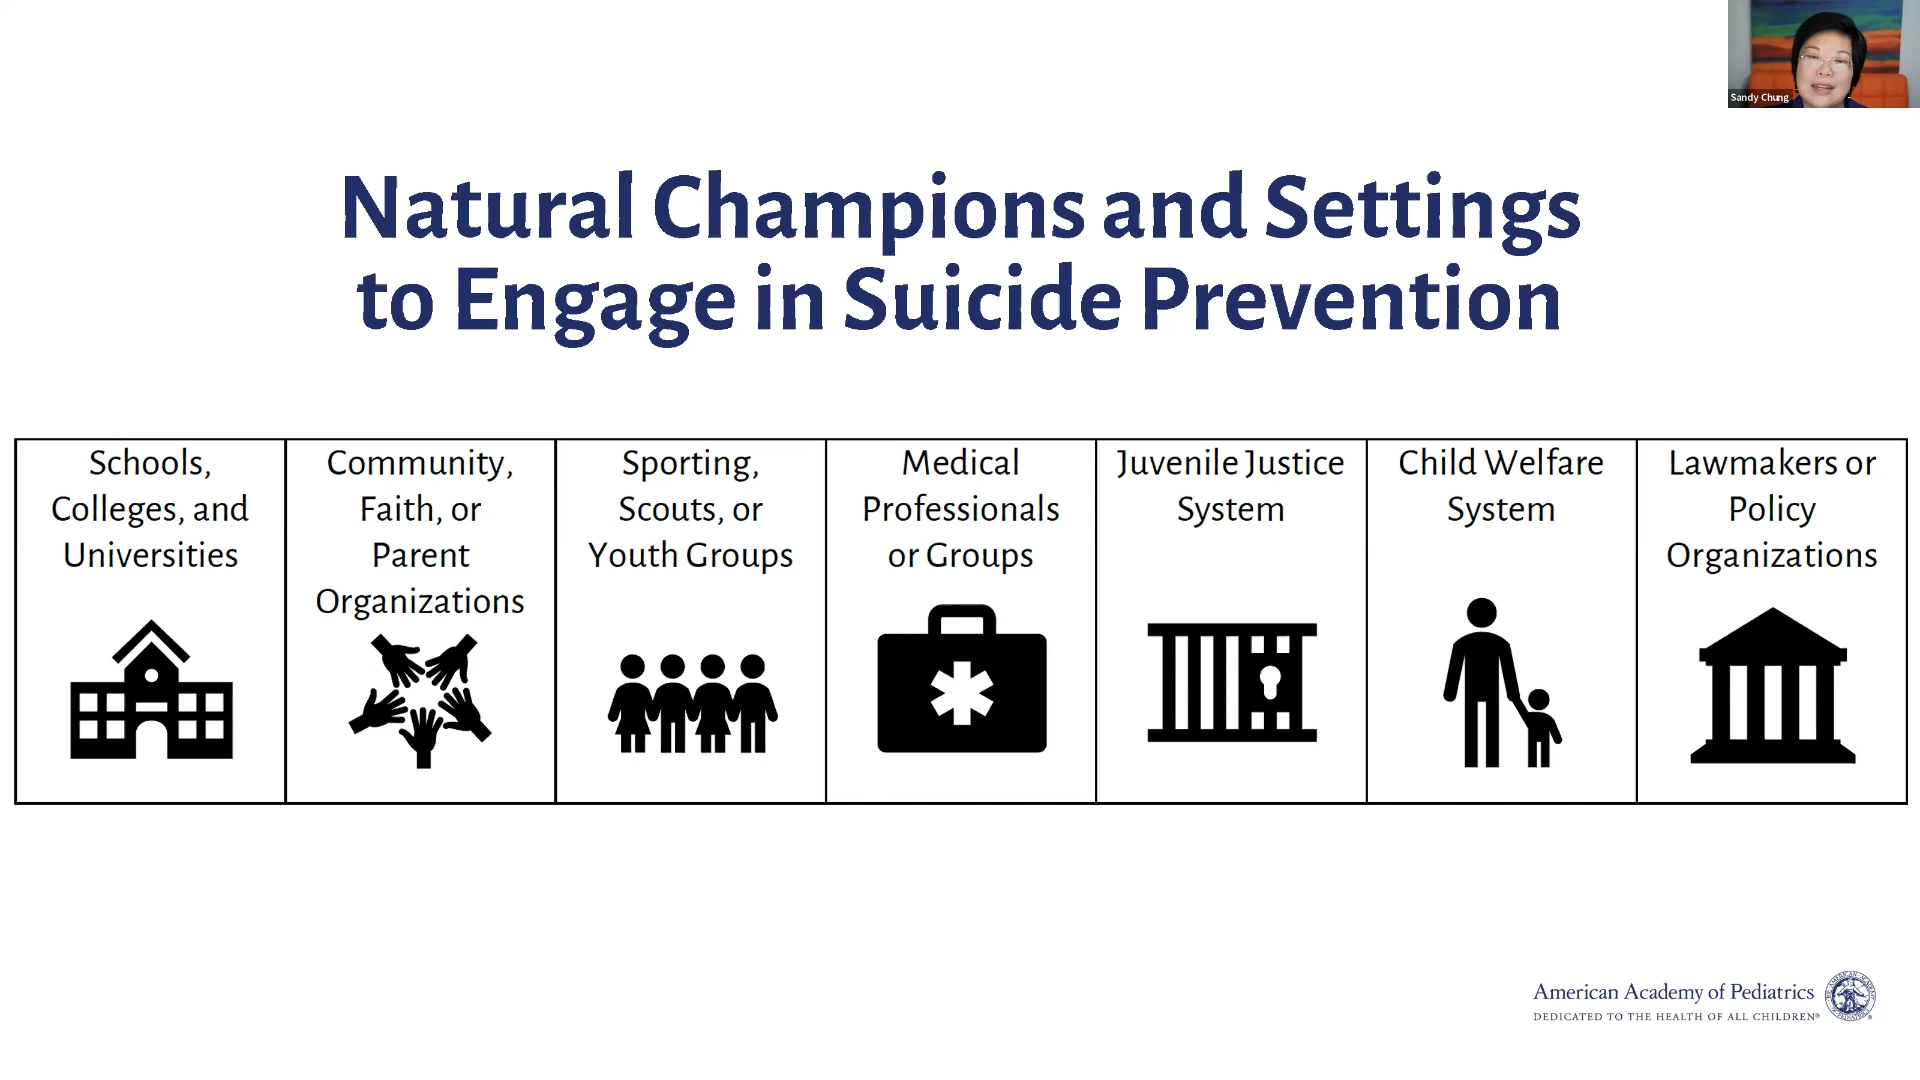 Sandy Chung
Natural Champions and Settings
to Engage in Suicide Prevention
Schools,
Colleges, and
Universities
Community,
Faith, or
Parent
Organizations
Sporting,
Scouts, or
Youth Groups
Medical
Professionals
or Groups
Juvenile Justice
System
Child Welfare
System
Lawmakers or
Policy
Organizations
American Academy of Pediatrics
DEDICATED TO THE HEALTH OF ALL CHILDREN®